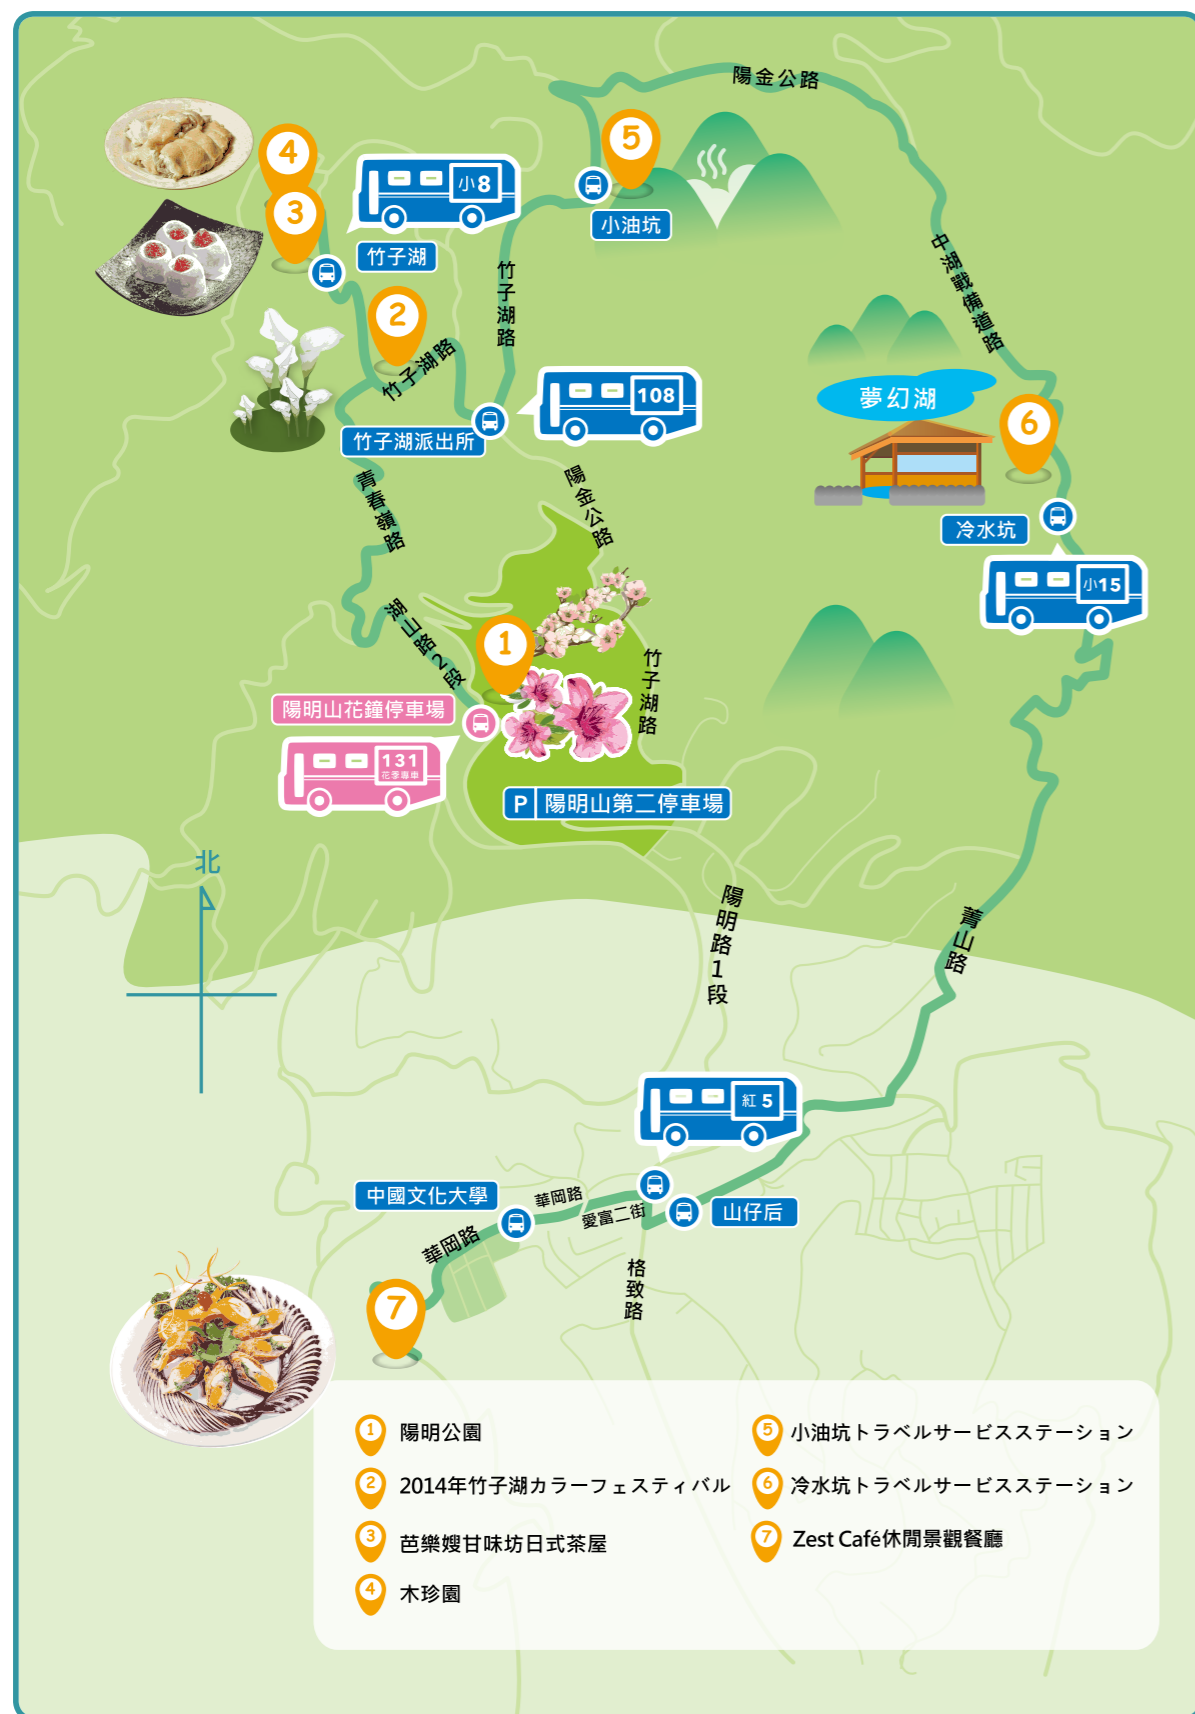 陽金公路
4
5
小8
3
小油坑
竹子湖
竹子湖路
中湖戰備道路
2
竹子湖路
108
夢幻湖
6
竹子湖派出所
青春嶺路
陽金公路
冷水坑
小15
湖山路2段
1
竹子湖路
陽明山花鐘停車場
131
花季專車
P 陽明山第二停車場
北
陽明路1段
菁山路
紅5
中國文化大學
華岡路
愛富二街
山仔后
華岡路
格致路
7
1 陽明公園
2 2014年竹子湖カラーフェスティバル
3 芭樂嫂甘味坊日式茶屋
4 木珍園
5 小油坑トラベルサービスステーション
6 冷水坑トラベルサービスステーション
7 Zest Café休閒景觀餐廳